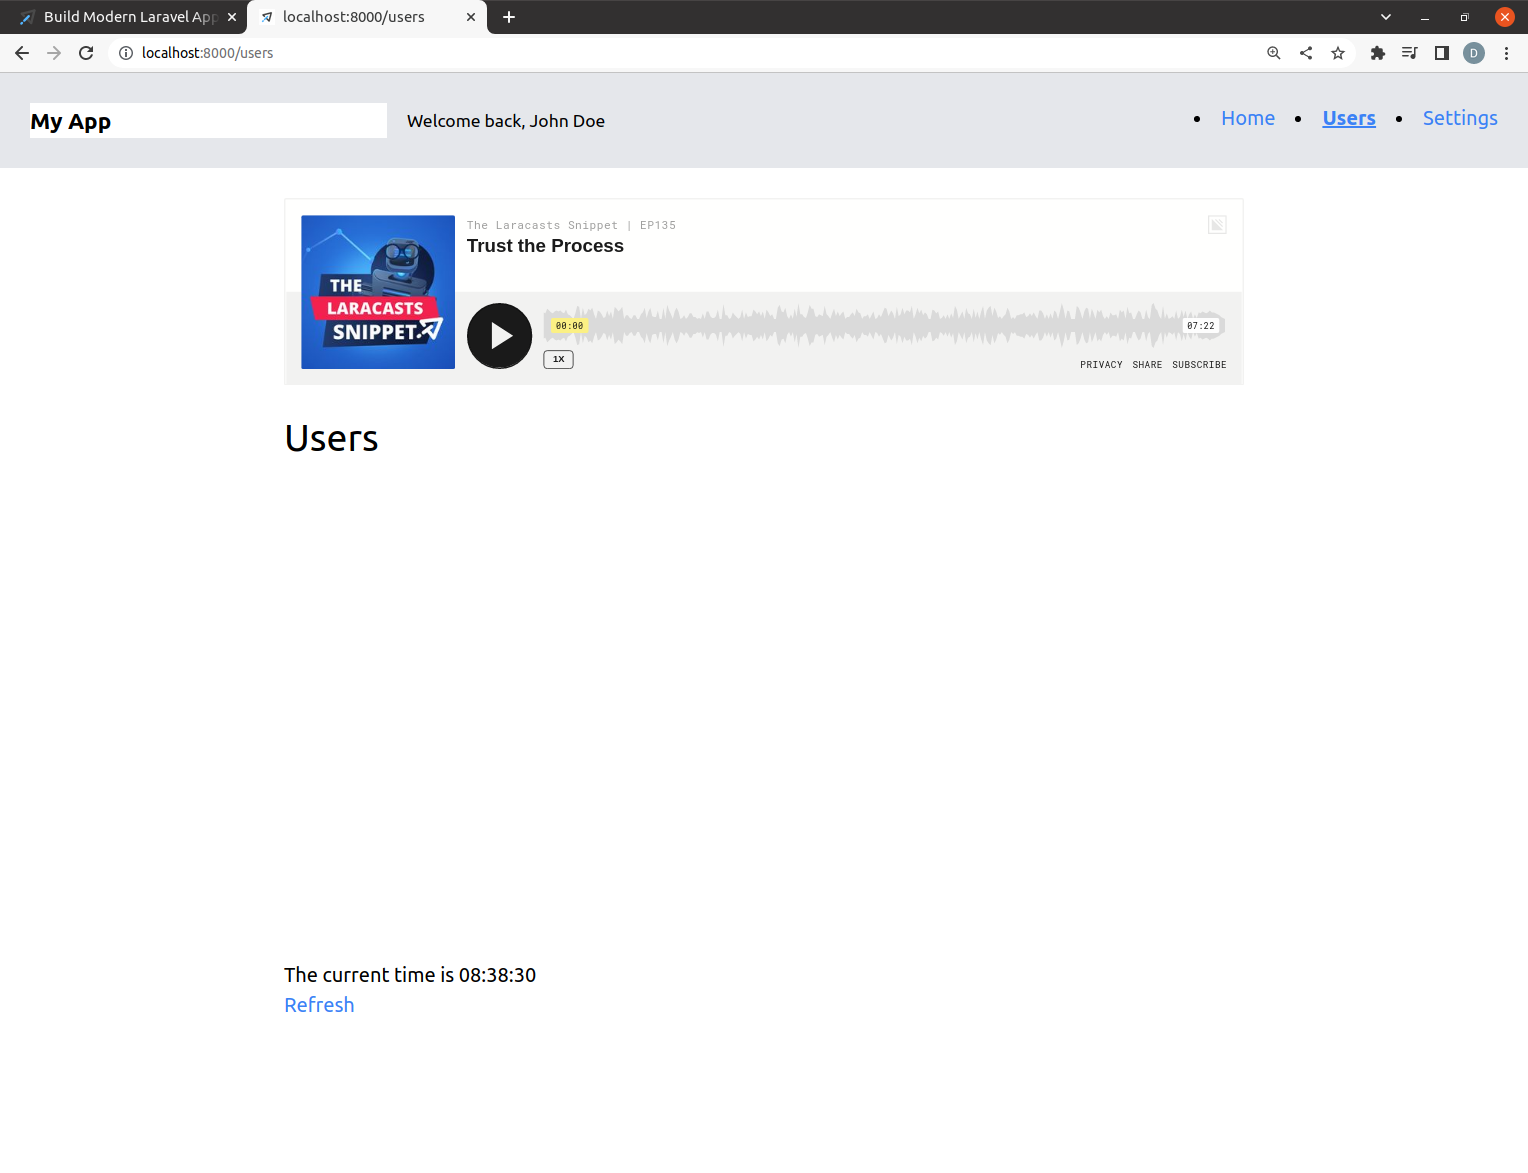 Build Modern Laravel App
localhost:8000/users
localhost:8000/users
D
My App
Welcome back, John Doe
Home
Users
Settings
THE
LARACASTS
SNIPPET.
The Laracasts Snippet | EP135
Trust the Process
00:00
07:22
1X
PRIVACY SHARE SUBSCRIBE
Users
The current time is 08:38:30
Refresh